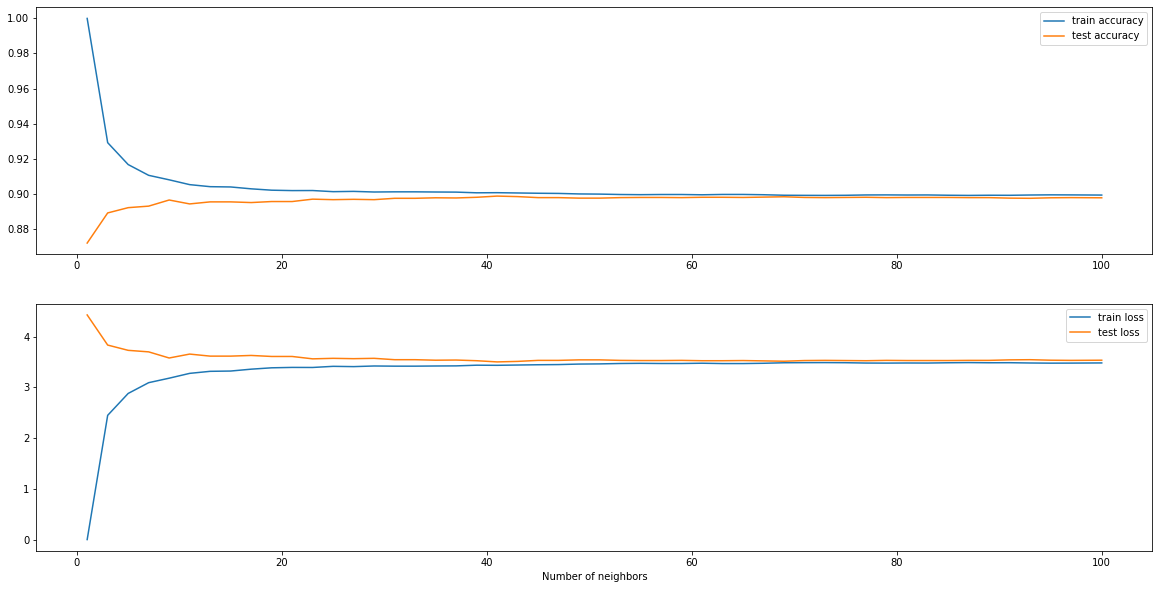 1.00
0.98
0.96
0.94
0.92
0.90
0.88
train accuracy
test accuracy
0 20 40 60 80 100
4
3
2
1
0
train loss
test loss
0 20 40 60 80 100
Number of neighbors